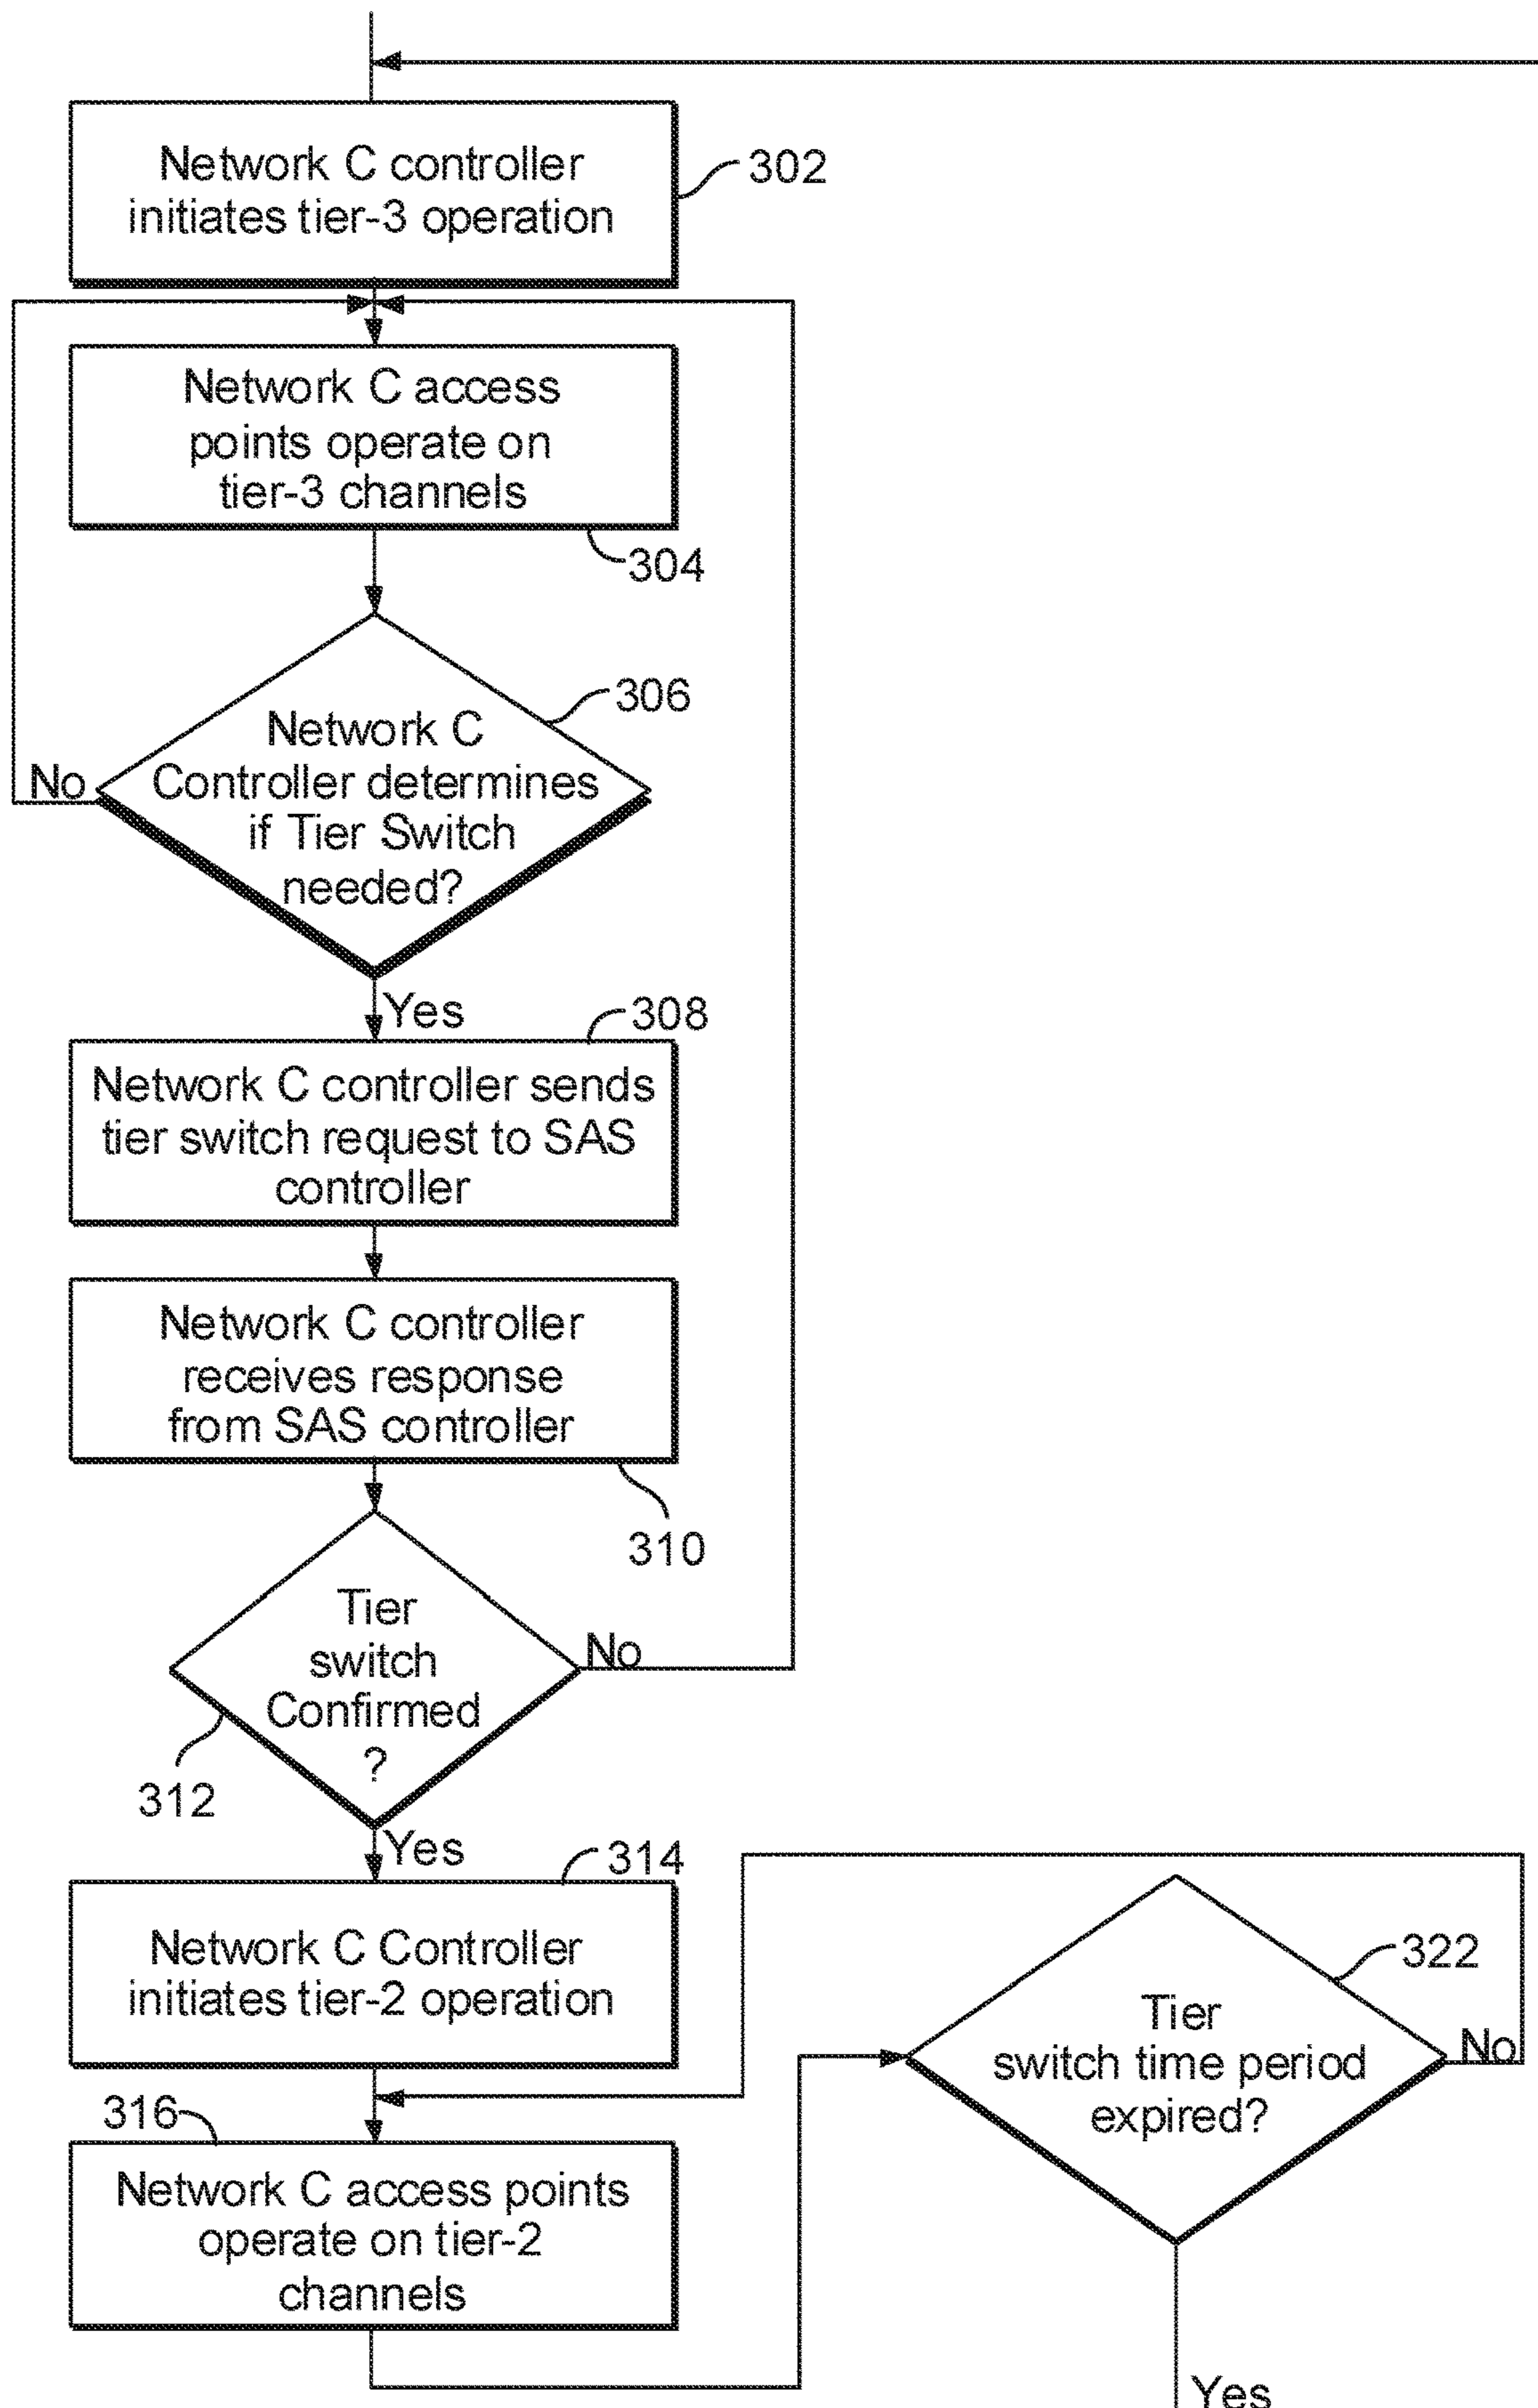 Network C controller
initiates tier-3 operation
302
Network C access
points operate on
tier-3 channels
304
306
Network C
Controller determines
if Tier Switch
needed?
No
Yes
308
Network C controller sends
tier switch request to SAS
controller
Network C controller
receives response
from SAS controller
310
Tier
switch
Confirmed
?
No
312
Yes
314
Network C Controller
initiates tier-2 operation
316
Network C access points
operate on tier-2
channels
322
Tier
switch time period
expired?
No
Yes